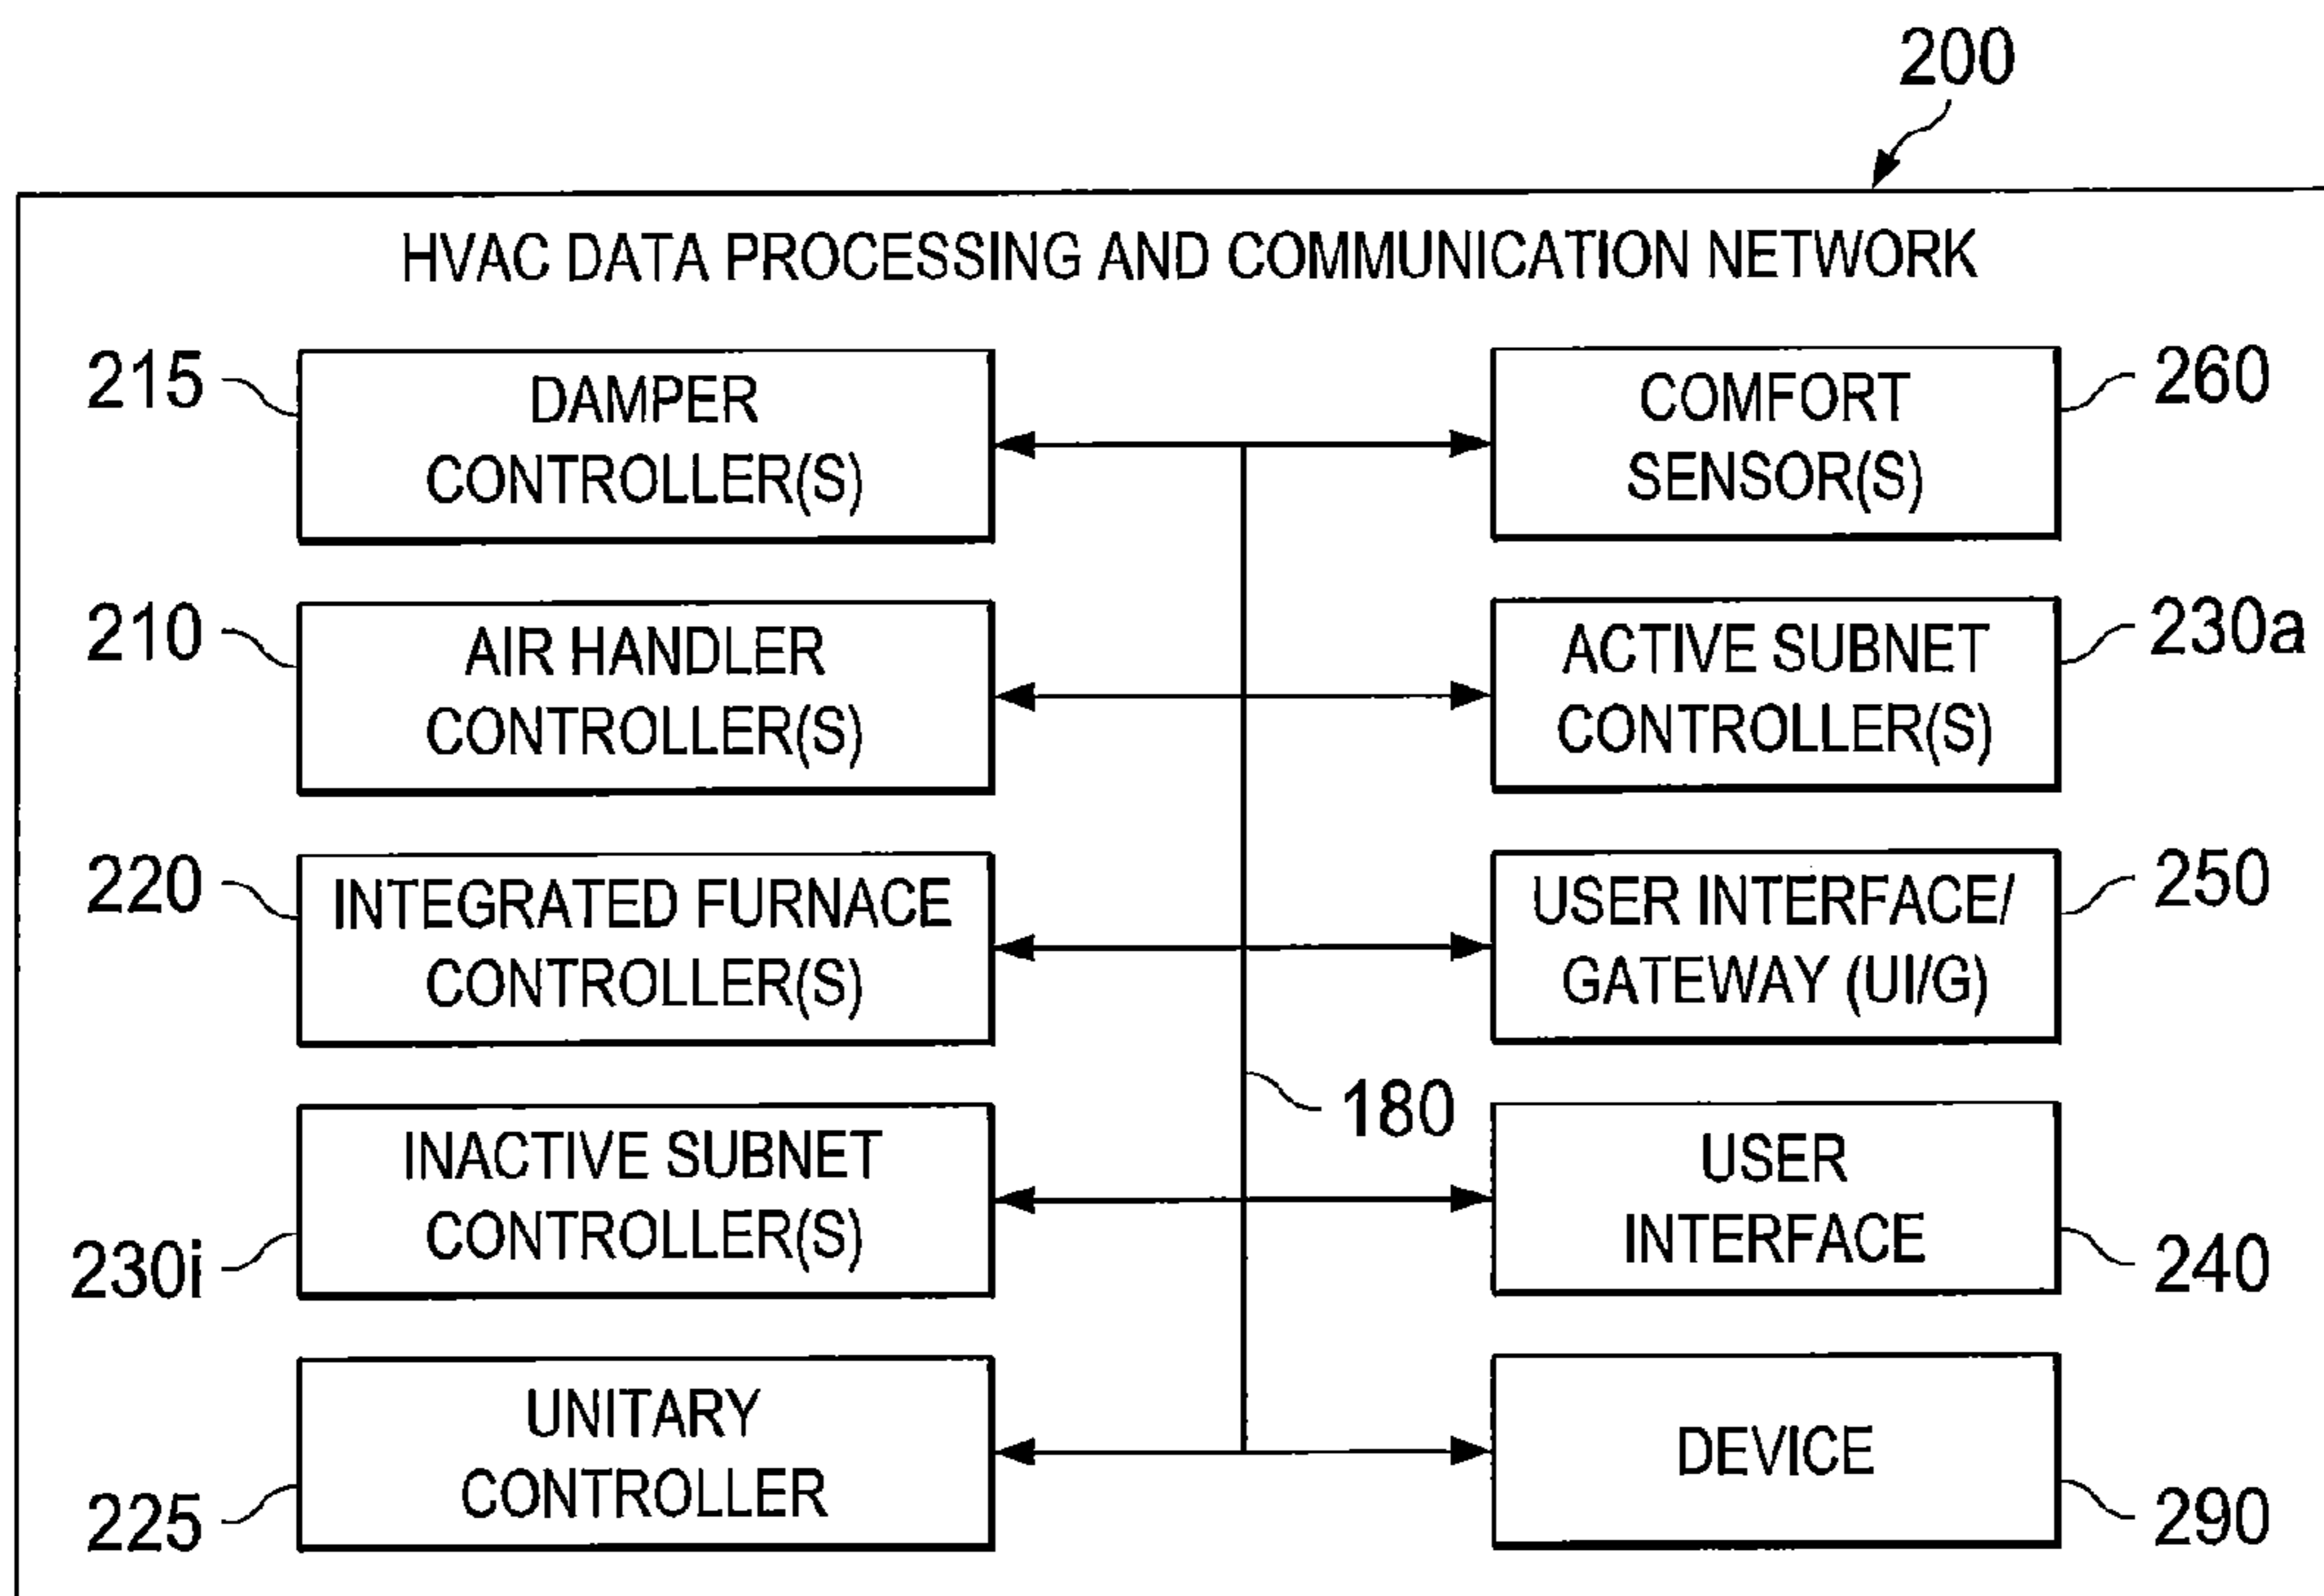 200
HVAC DATA PROCESSING AND COMMUNICATION NETWORK
215
DAMPER
CONTROLLER(S)
COMFORT
SENSOR(S)
260
210
AIR HANDLER
CONTROLLER(S)
ACTIVE SUBNET
CONTROLLER(S)
230a
220
INTEGRATED FURNACE
CONTROLLER(S)
USER INTERFACE/
GATEWAY (UI/G)
250
180
INACTIVE SUBNET
CONTROLLER(S)
230i
USER
INTERFACE
240
UNITARY
CONTROLLER
225
DEVICE
290